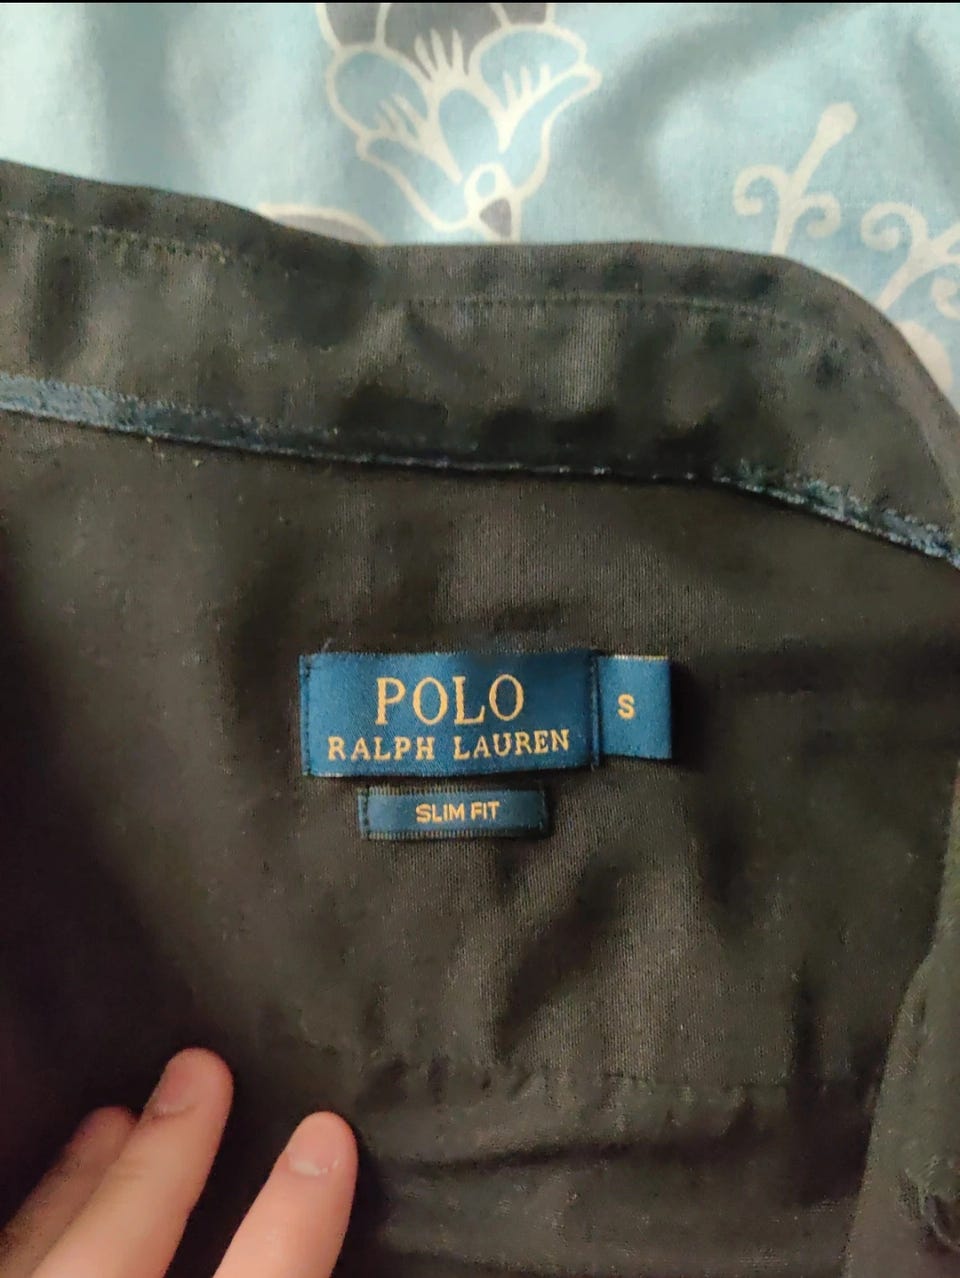 POLO
RALPH LAUREN
S
SLIM FIT